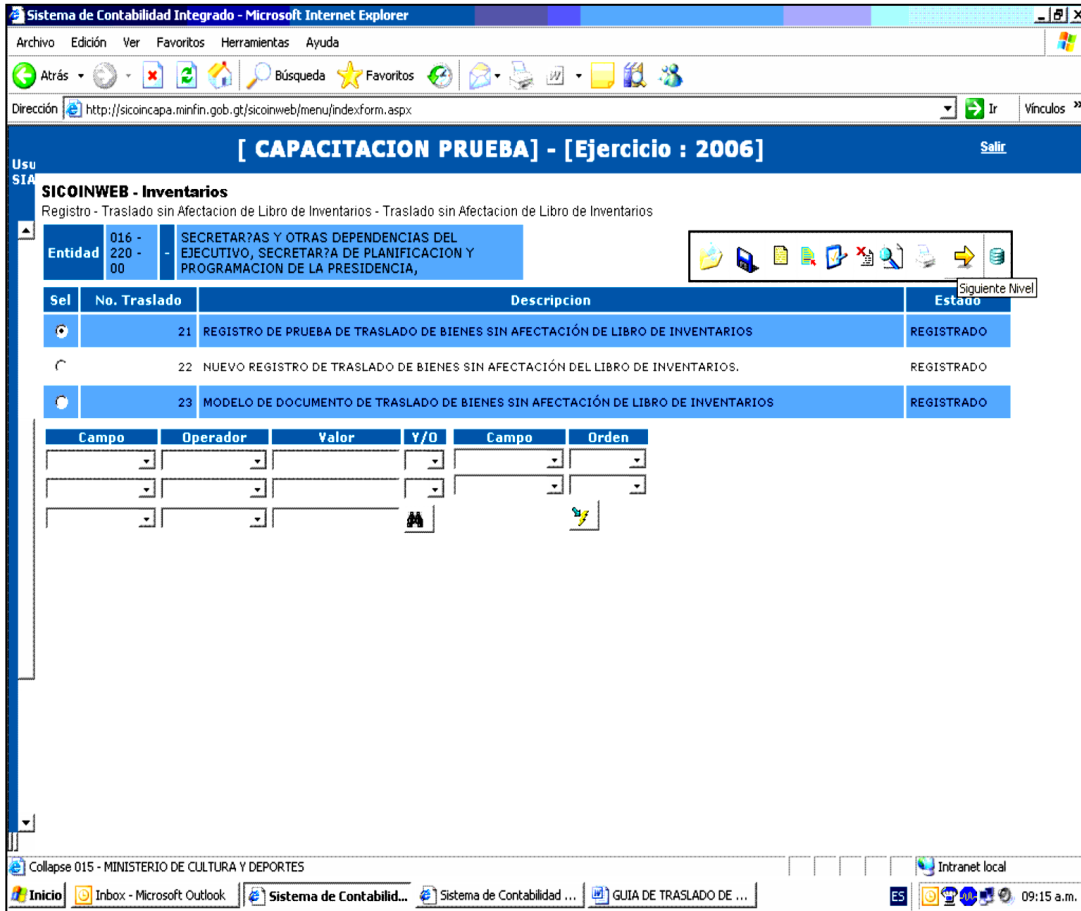 Sistema de Contabilidad Integrado - Microsoft Internet Explorer
Archivo Edición Ver Favoritos Herramientas Ayuda
Atrás Búsqueda Favoritos
Dirección http://sicoincapa.minfin.gob.gt/sicoinweb/menu/indexform.aspx Ir Vínculos »
[ CAPACITACION PRUEBA] - [Ejercicio : 2006] Salir
Usu
SIA
SICOINWEB - Inventarios
Registro - Traslado sin Afectacion de Libro de Inventarios - Traslado sin Afectacion de Libro de Inventarios
Entidad 016 - 220 - 00 - SECRETAR?AS Y OTRAS DEPENDENCIAS DEL
EJECUTIVO, SECRETAR?A DE PLANIFICACION Y
PROGRAMACION DE LA PRESIDENCIA,
Siguiente Nivel
Sel No. Traslado Descripcion Estado
21 REGISTRO DE PRUEBA DE TRASLADO DE BIENES SIN AFECTACIÓN DE LIBRO DE INVENTARIOS REGISTRADO
22 NUEVO REGISTRO DE TRASLADO DE BIENES SIN AFECTACIÓN DEL LIBRO DE INVENTARIOS. REGISTRADO
23 MODELO DE DOCUMENTO DE TRASLADO DE BIENES SIN AFECTACIÓN DE LIBRO DE INVENTARIOS REGISTRADO
Campo Operador Valor Y/O Campo Orden
Collapse 015 - MINISTERIO DE CULTURA Y DEPORTES Intranet local
Inicio Inbox - Microsoft Outlook Sistema de Contabilid... Sistema de Contabilidad ... GUIA DE TRASLADO DE ... ES 09:15 a.m.